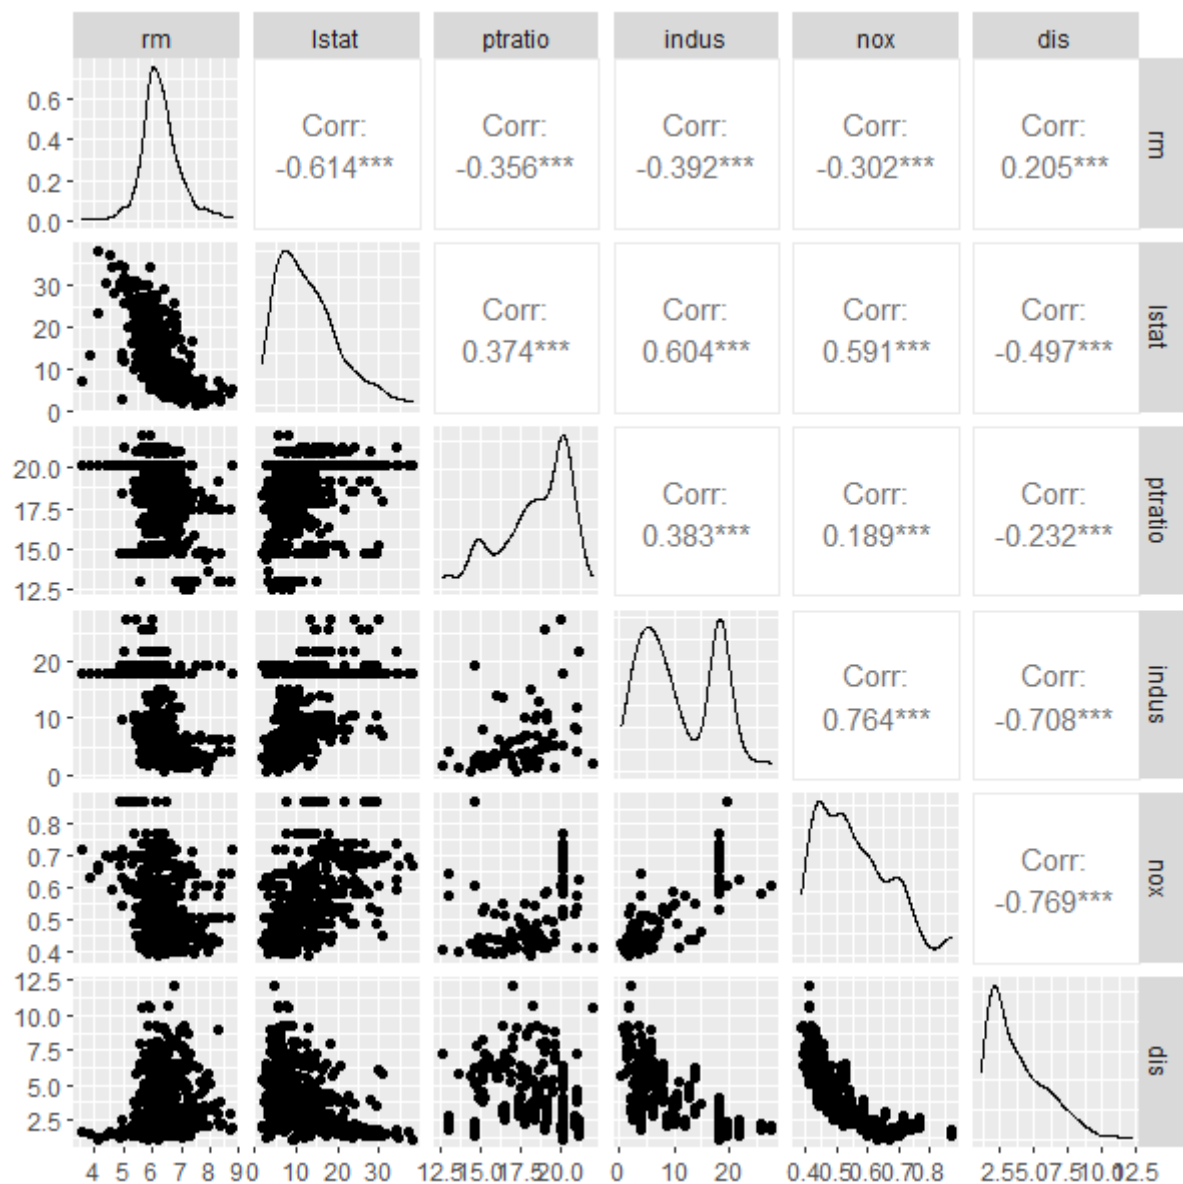 rm lstat ptratio indus nox dis
0.6
0.4
0.2
0.0
Corr: Corr: Corr: Corr: Corr:
-0.614*** -0.356*** -0.392*** -0.302*** 0.205***
rm
30
20
10
0
Corr: Corr: Corr: Corr:
0.374*** 0.604*** 0.591*** -0.497***
lstat
20.0
17.5
15.0
12.5
Corr: Corr: Corr:
0.383*** 0.189*** -0.232***
ptratio
20
10
0
Corr: Corr:
0.764*** -0.708***
indus
0.8
0.7
0.6
0.5
0.4
Corr:
-0.769***
nox
12.5
10.0
7.5
5.0
2.5
dis
4 5 6 7 8 9 0 10 20 30 12.5 15.0 17.5 20.0 0 10 20 0.4 0.5 0.6 0.7 0.8 2.5 5.0 7.5 10.0 12.5